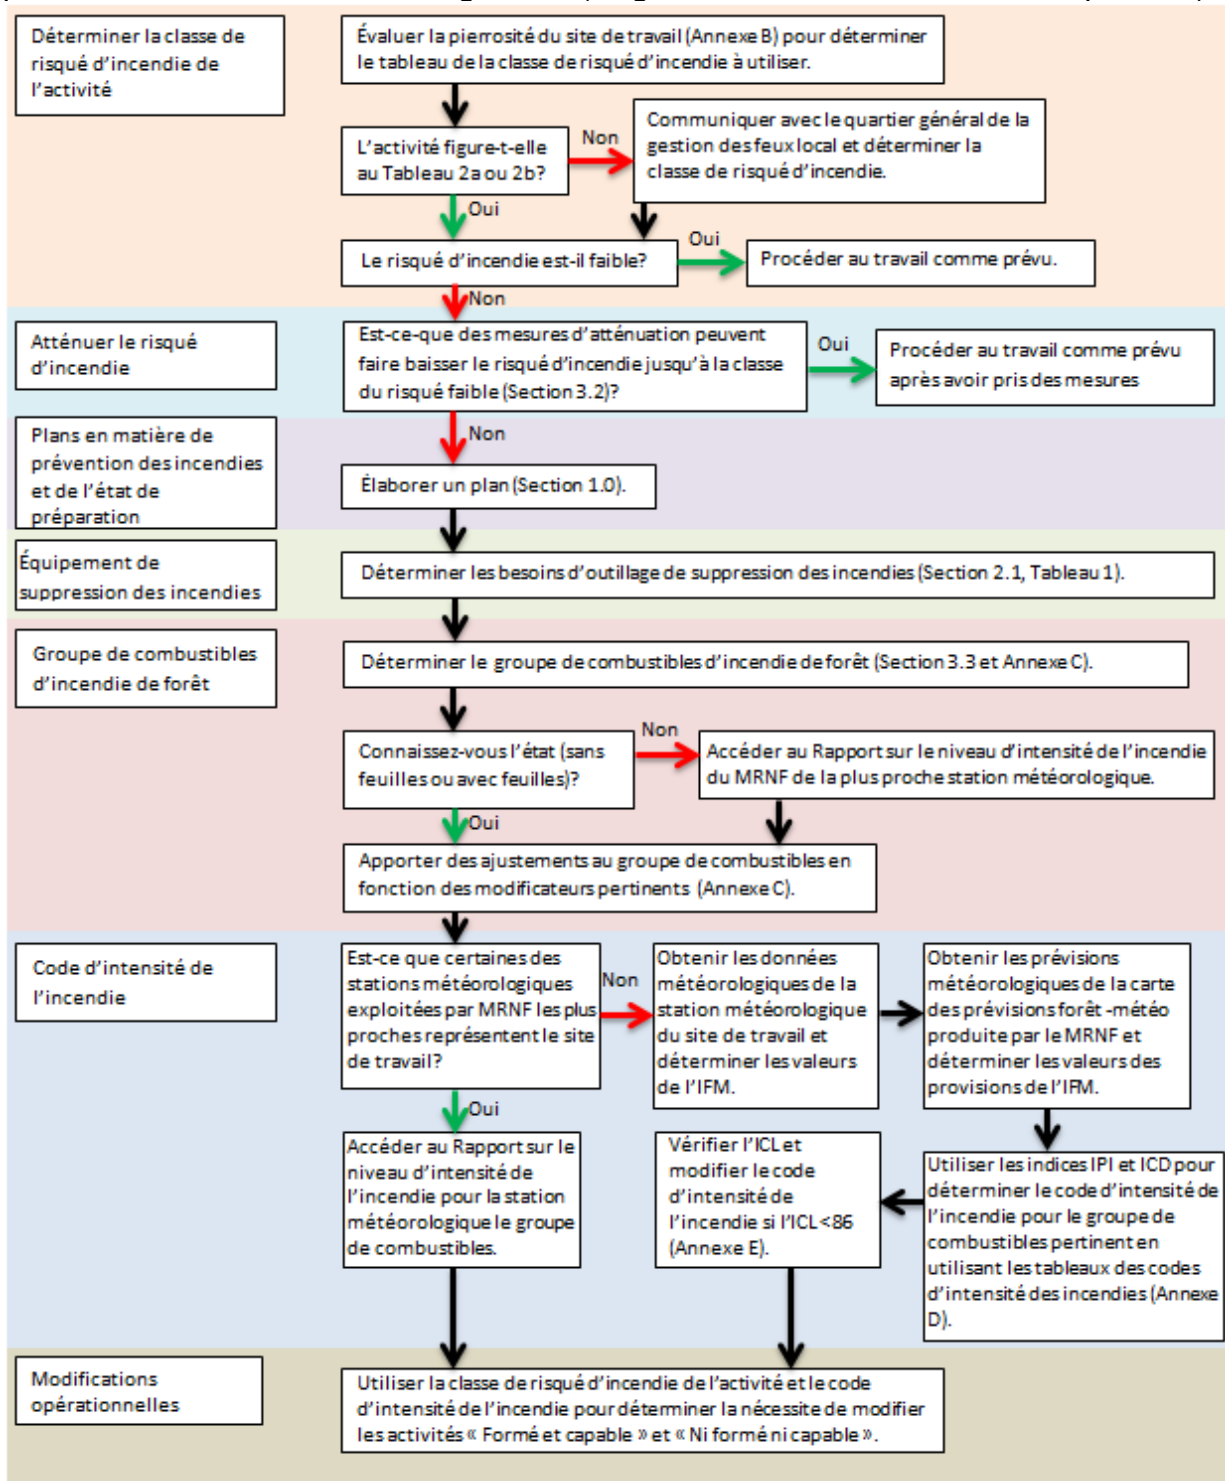 Déterminer la classe de
risqué d'incendie de
l'activité
Évaluer la pierrosité du site de travail (Annexe B) pour déterminer
le tableau de la classe de risqué d'incendie à utiliser.
L'activité figure-t-elle
au Tableau 2a ou 2b?
Non
Communiquer avec le quartier général de la
gestion des feux local et déterminer la
classe de risqué d'incendie.
Oui
Le risqué d'incendie est-il faible?
Oui
Procéder au travail comme prévu.
Non
Atténuer le risqué
d'incendie
Est-ce-que des mesures d'atténuation peuvent
faire baisser le risqué d'incendie jusqu'à la classe
du risqué faible (Section 3.2)?
Oui
Procéder au travail comme prévu
après avoir pris des mesures
Non
Plans en matière de
prévention des incendies
et de l'état de
préparation
Élaborer un plan (Section 1.0).
Équipement de
suppression des incendies
Déterminer les besoins d'outillage de suppression des incendies (Section 2.1, Tableau 1).
Groupe de combustibles
d'incendie de forêt
Déterminer le groupe de combustibles d'incendie de forêt (Section 3.3 et Annexe C).
Connaissez-vous l'état (sans
feuilles ou avec feuilles)?
Non
Accéder au Rapport sur le niveau d'intensité de l'incendie
du MRNF de la plus proche station météorologique.
Oui
Apporter des ajustements au groupe de combustibles en
fonction des modificateurs pertinents (Annexe C).
Code d'intensité de
l'incendie
Est-ce que certaines des
stations météorologiques
exploitées par MRNF les plus
proches représentent le site
de travail?
Non
Obtenir les données
météorologiques de la
station météorologique
du site de travail et
déterminer les valeurs
de l'IFM.
Obtenir les prévisions
météorologiques de la carte
des prévisions forêt -météo
produite par le MRNF et
déterminer les valeurs des
provisions de l'IFM.
Oui
Accéder au Rapport sur le
niveau d'intensité de
l'incendie pour la station
météorologique le groupe
de combustibles.
Vérifier l'ICL et
modifier le code
d'intensité de
l'incendie si l'ICL <86
(Annexe E).
Utiliser les indices IPI et ICD pour
déterminer le code d'intensité de
l'incendie pour le groupe de
combustibles pertinent en
utilisant les tableaux des codes
d'intensité des incendies (Annexe
D).
Modifications
opérationnelles
Utiliser la classe de risqué d'incendie de l'activité et le code
d'intensité de l'incendie pour déterminer la nécessite de modifier
les activités « Formé et capable » et « Ni formé ni capable ».